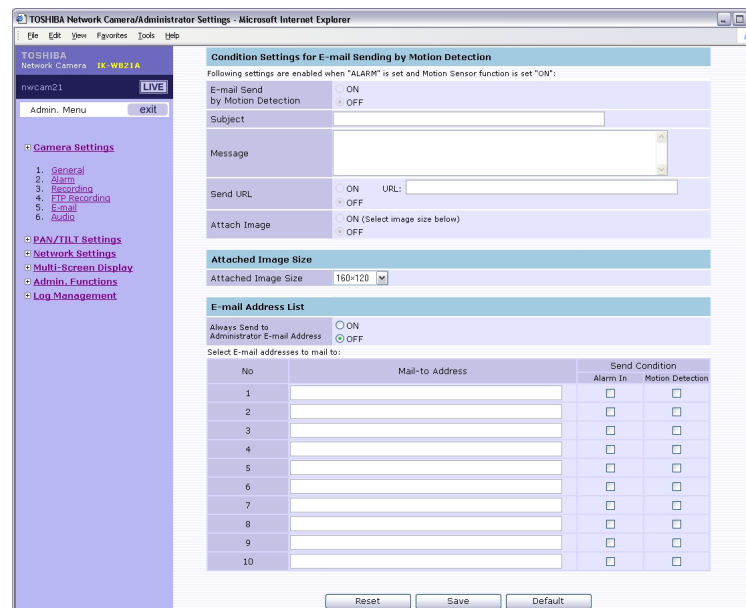 TOSHIBA Network Camera/Administrator Settings - Microsoft Internet Explorer
File Edit View Favorites Tools Help
TOSHIBA
Network Camera IK-WB21A
nwcam21 LIVE
Admin. Menu exit
Camera Settings
1. General
2. Alarm
3. Recording
4. FTP Recording
5. E-mail
6. Audio
PAN/TILT Settings
Network Settings
Multi-Screen Display
Admin. Functions
Log Management
Condition Settings for E-mail Sending by Motion Detection
Following settings are enabled when "ALARM" is set and Motion Sensor function is set "ON":
E-mail Send
by Motion Detection
ON
OFF
Subject
Message
Send URL
ON URL:
OFF
Attach Image
ON (Select image size below)
OFF
Attached Image Size
Attached Image Size 160×120
E-mail Address List
Always Send to
Administrator E-mail Address
ON
OFF
Select E-mail addresses to mail to:
No Mail-to Address Send Condition
Alarm In Motion Detection
1
2
3
4
5
6
7
8
9
10
Reset Save Default